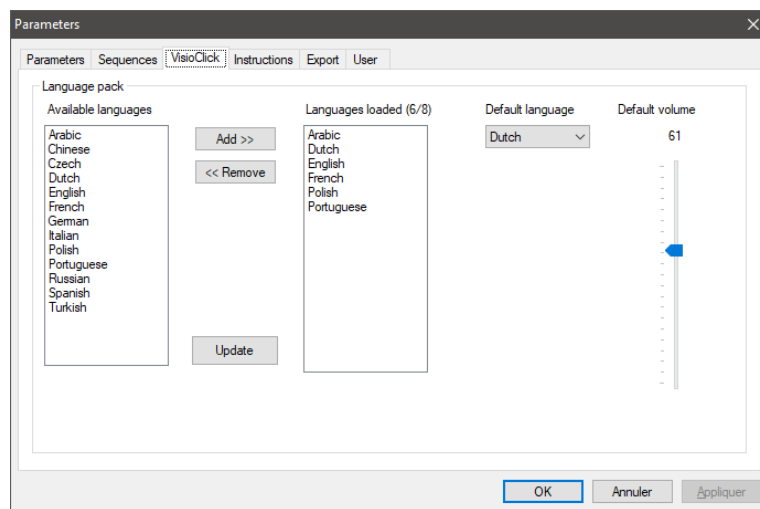 Parameters
Parameters Sequences VisioClick Instructions Export User
Language pack
Available languages
Arabic
Chinese
Czech
Dutch
English
French
German
Italian
Polish
Portuguese
Russian
Spanish
Turkish
Add >>
<< Remove
Update
Languages loaded (6/8)
Arabic
Dutch
English
French
Polish
Portuguese
Default language
Dutch
Default volume
61
OK Annuler Appliquer